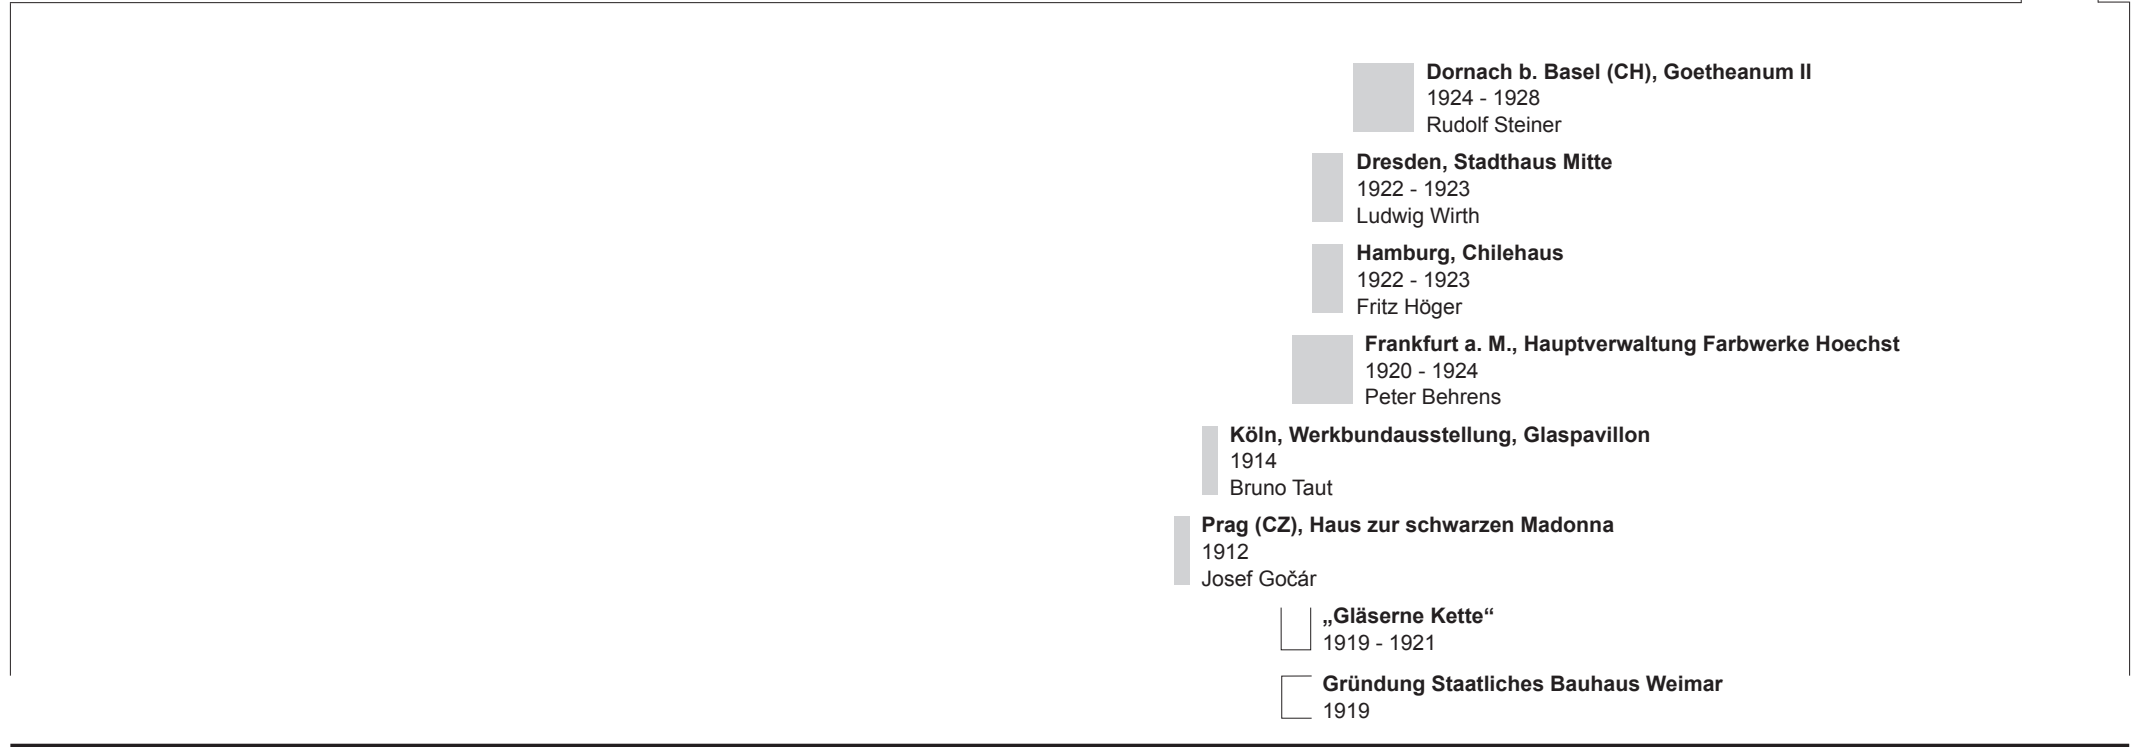 Dornach b. Basel (CH), Goetheanum II
1924 - 1928
Rudolf Steiner
Dresden, Stadthaus Mitte
1922 - 1923
Ludwig Wirth
Hamburg, Chilehaus
1922 - 1923
Fritz Höger
Frankfurt a. M., Hauptverwaltung Farbwerke Hoechst
1920 - 1924
Peter Behrens
Köln, Werkbundausstellung, Glaspavillon
1914
Bruno Taut
Prag (CZ), Haus zur schwarzen Madonna
1912
Josef Gočár
„Gläserne Kette“
1919 - 1921
Gründung Staatliches Bauhaus Weimar
1919